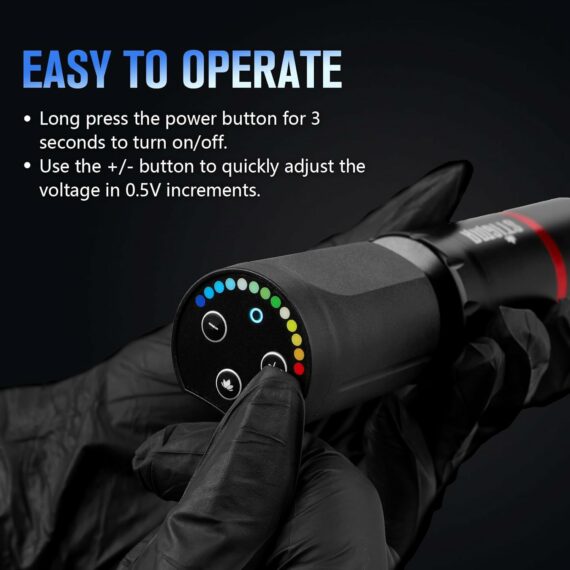 EASY TO OPERATE
• Long press the power button for 3
seconds to turn on/off.
• Use the +/- button to quickly adjust the
voltage in 0.5V increments.